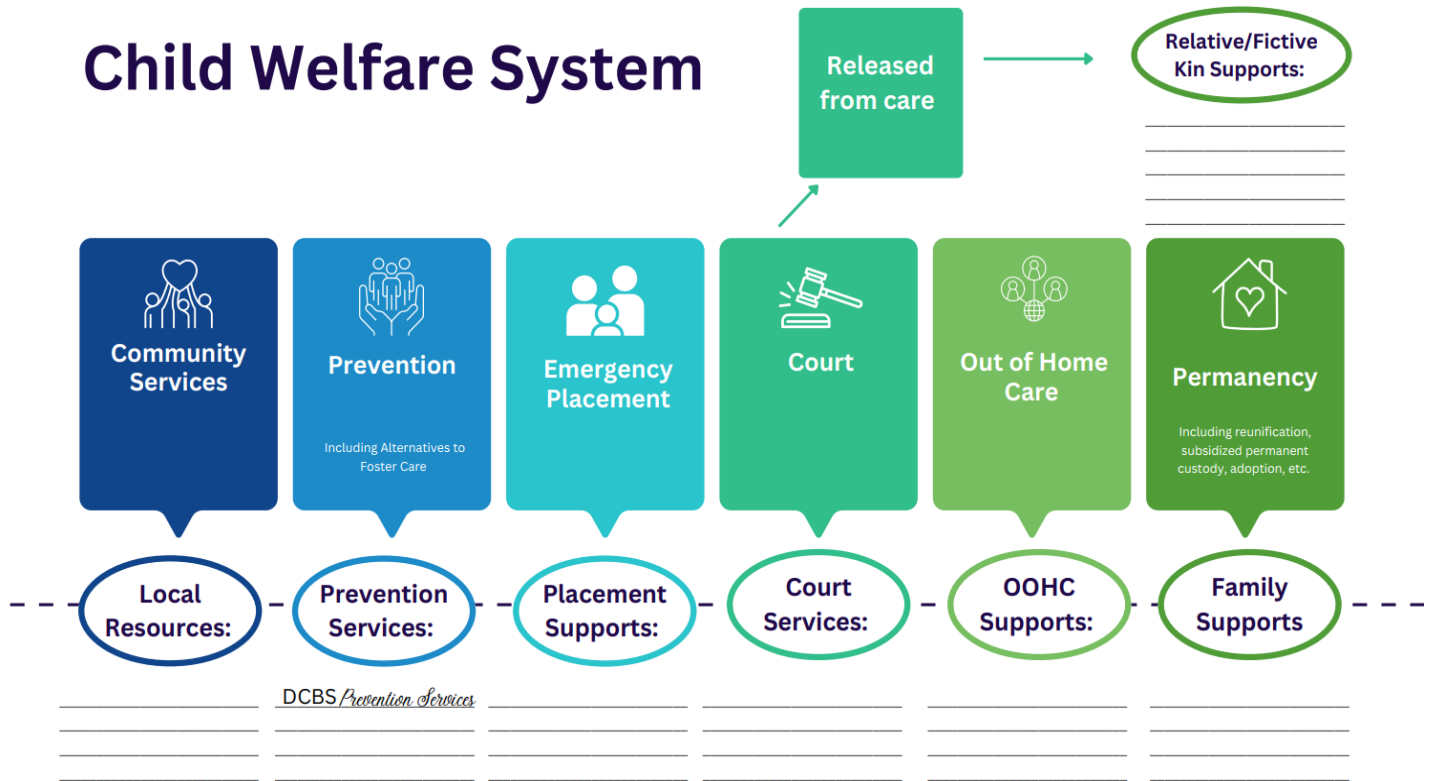 Child Welfare System
Released
from care
Relative/Fictive
Kin Supports:
Community
Services
Prevention
Including Alternatives to
Foster Care
Emergency
Placement
Court
Out of Home
Care
Permanency
Including reunification,
subsidized permanent
custody, adoption, etc.
Local
Resources:
Prevention
Services:
Placement
Supports:
Court
Services:
OOHC
Supports:
Family
Supports
DCBS Prevention Services